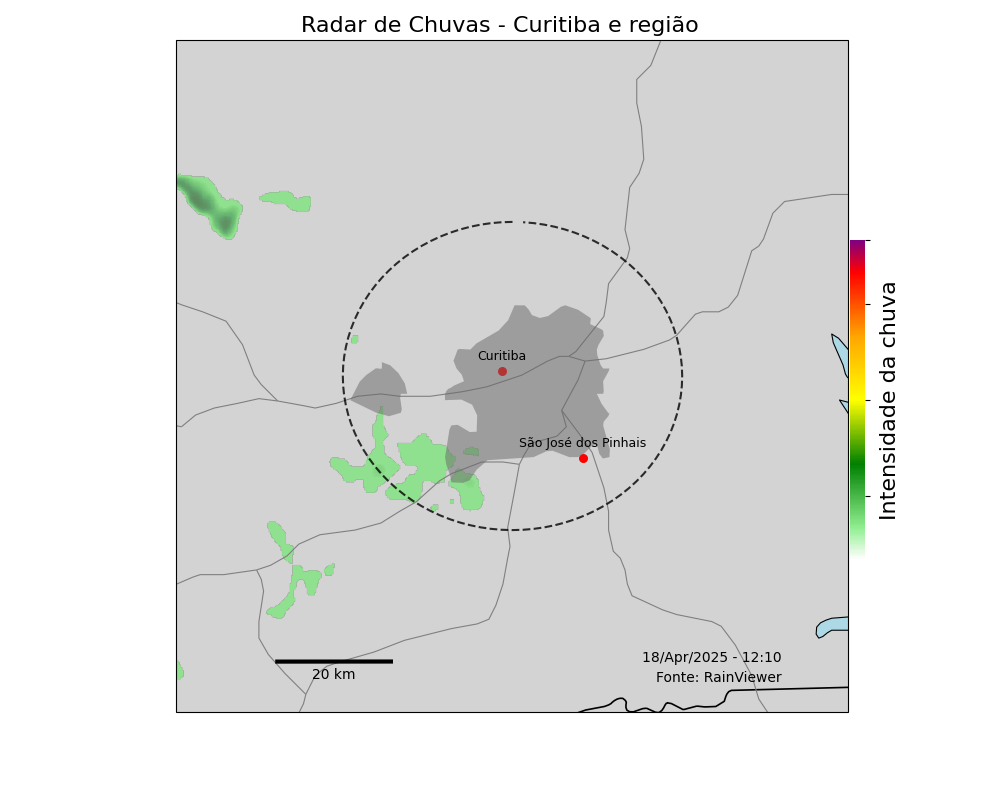 Radar de Chuvas - Curitiba e região
Curitiba
São José dos Pinhais
Intensidade da chuva
18/Apr/2025 - 12:10
Fonte: RainViewer
20 km